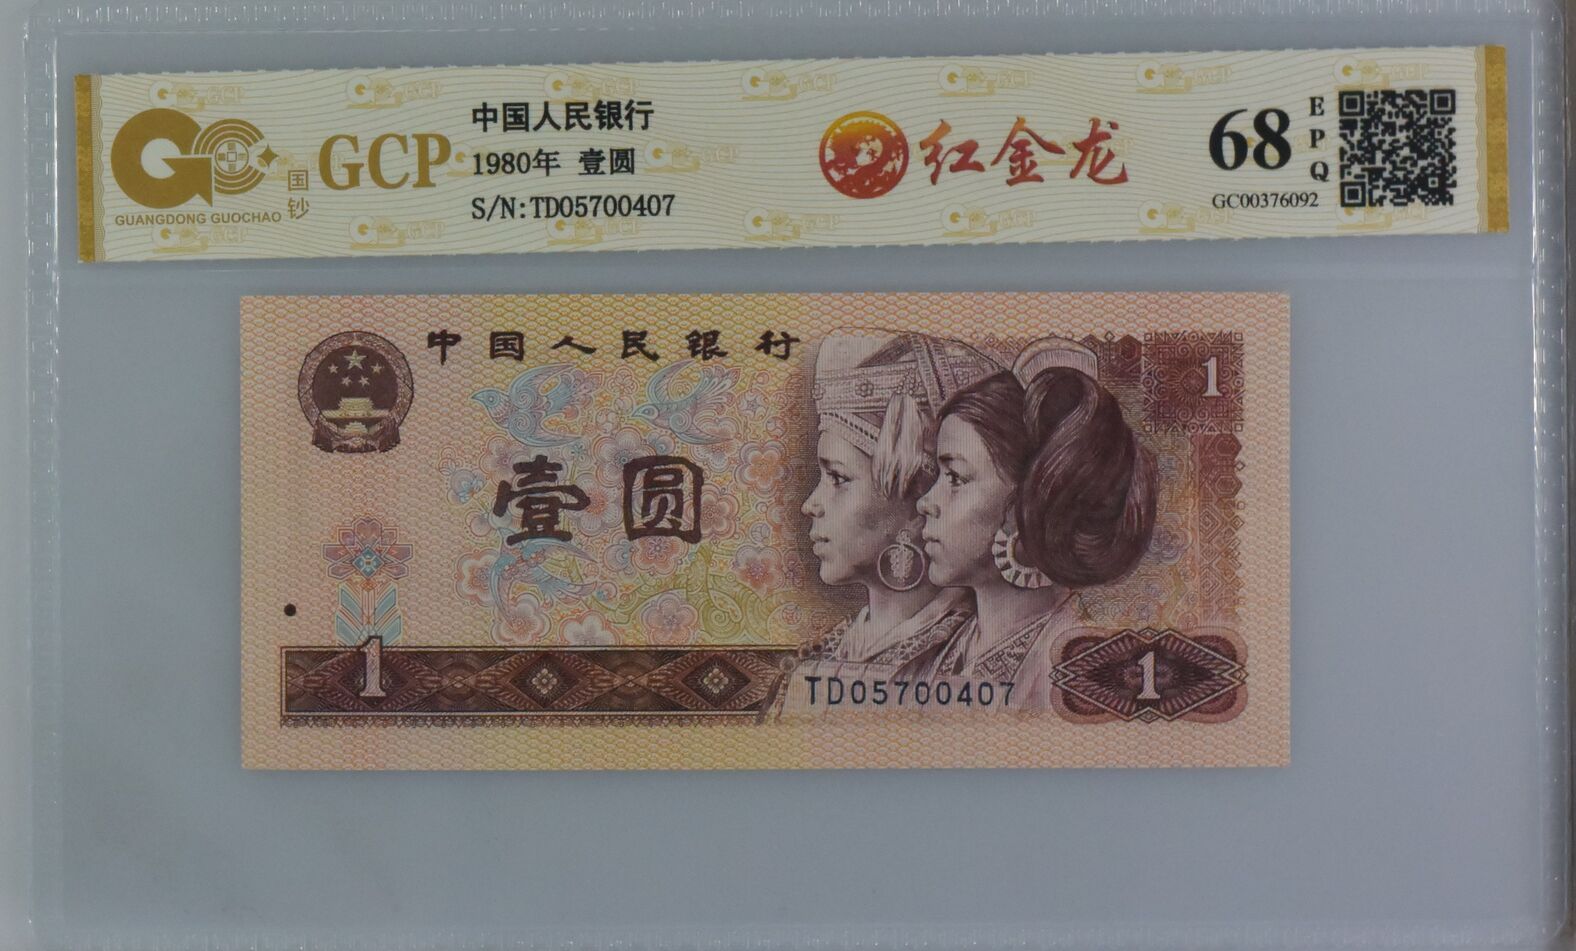 GCP
国钞
GUANGDONG GUOCHAO
中国人民银行
1980年 壹圆
S/N:TD05700407
红金龙
68
EPQ
GC00376092
中国人民银行
1
壹圆
1
TD05700407
1